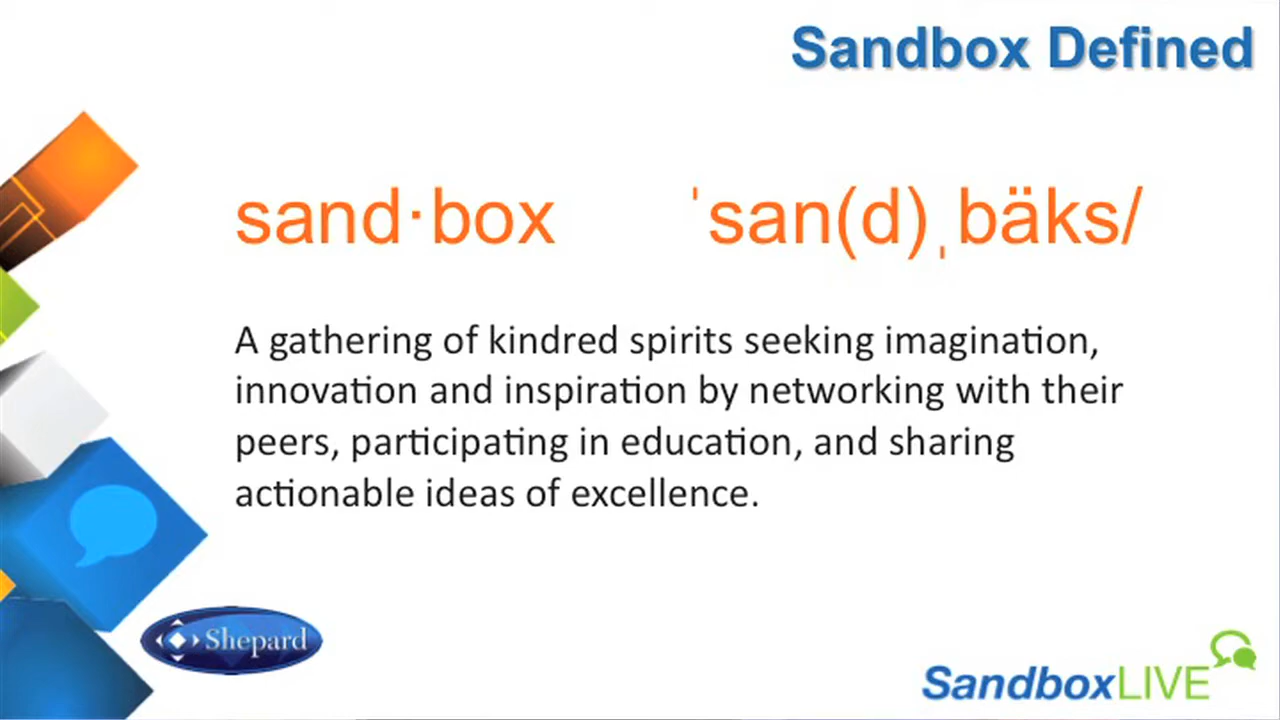 Sandbox Defined
sand·box ˈsan(d)ˌbäks/
A gathering of kindred spirits seeking imagination,
innovation and inspiration by networking with their
peers, participating in education, and sharing
actionable ideas of excellence.
Shepard
SandboxLIVE